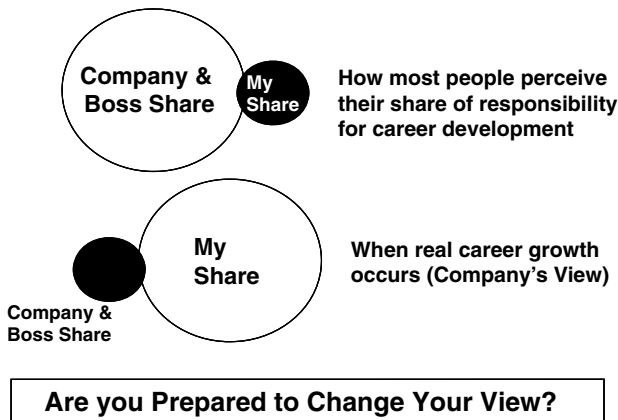 Company &
Boss Share
My
Share
How most people perceive
their share of responsibility
for career development
My
Share
When real career growth
occurs (Company's View)
Company &
Boss Share
Are you Prepared to Change Your View?